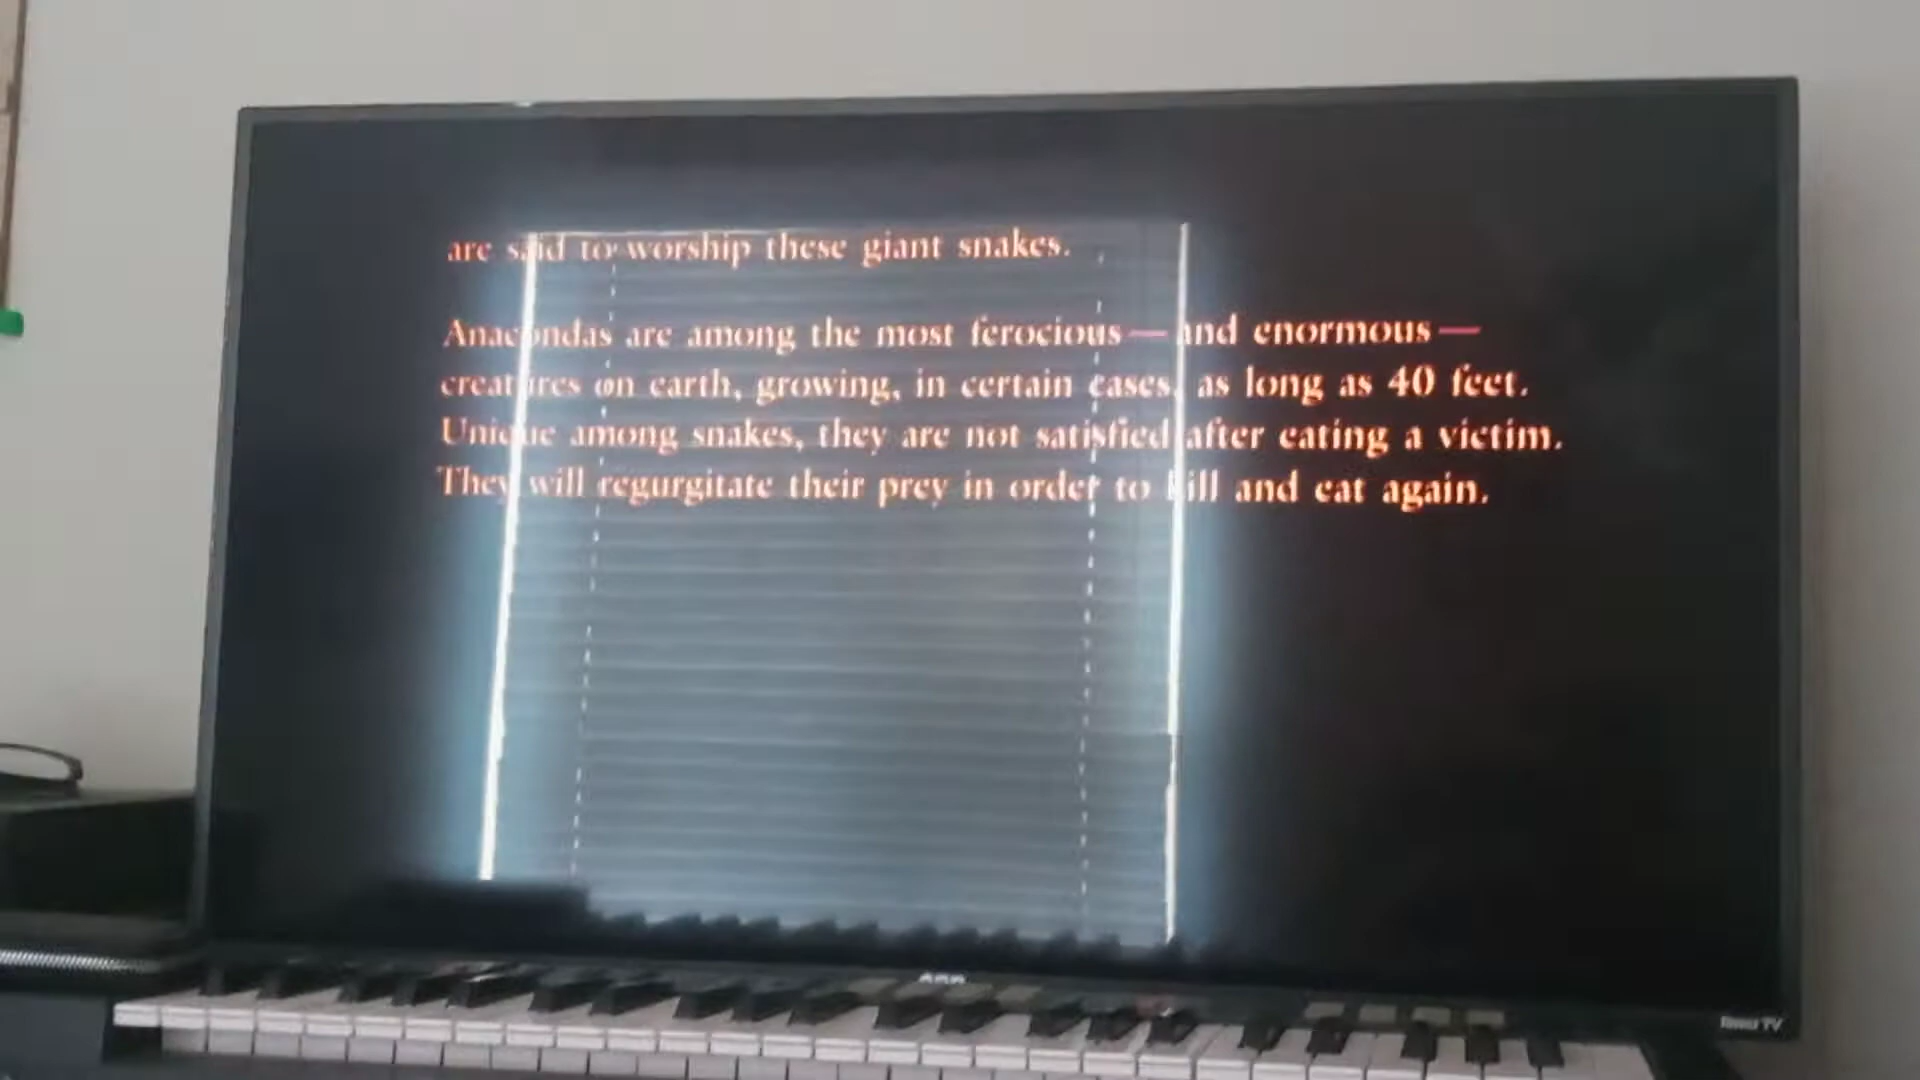 are said to worship these giant snakes.
Anacondas are among the most ferocious — and enormous —
creatures on earth, growing, in certain cases, as long as 40 feet.
Unique among snakes, they are not satisfied after eating a victim.
They will regurgitate their prey in order to kill and eat again.
Roku TV